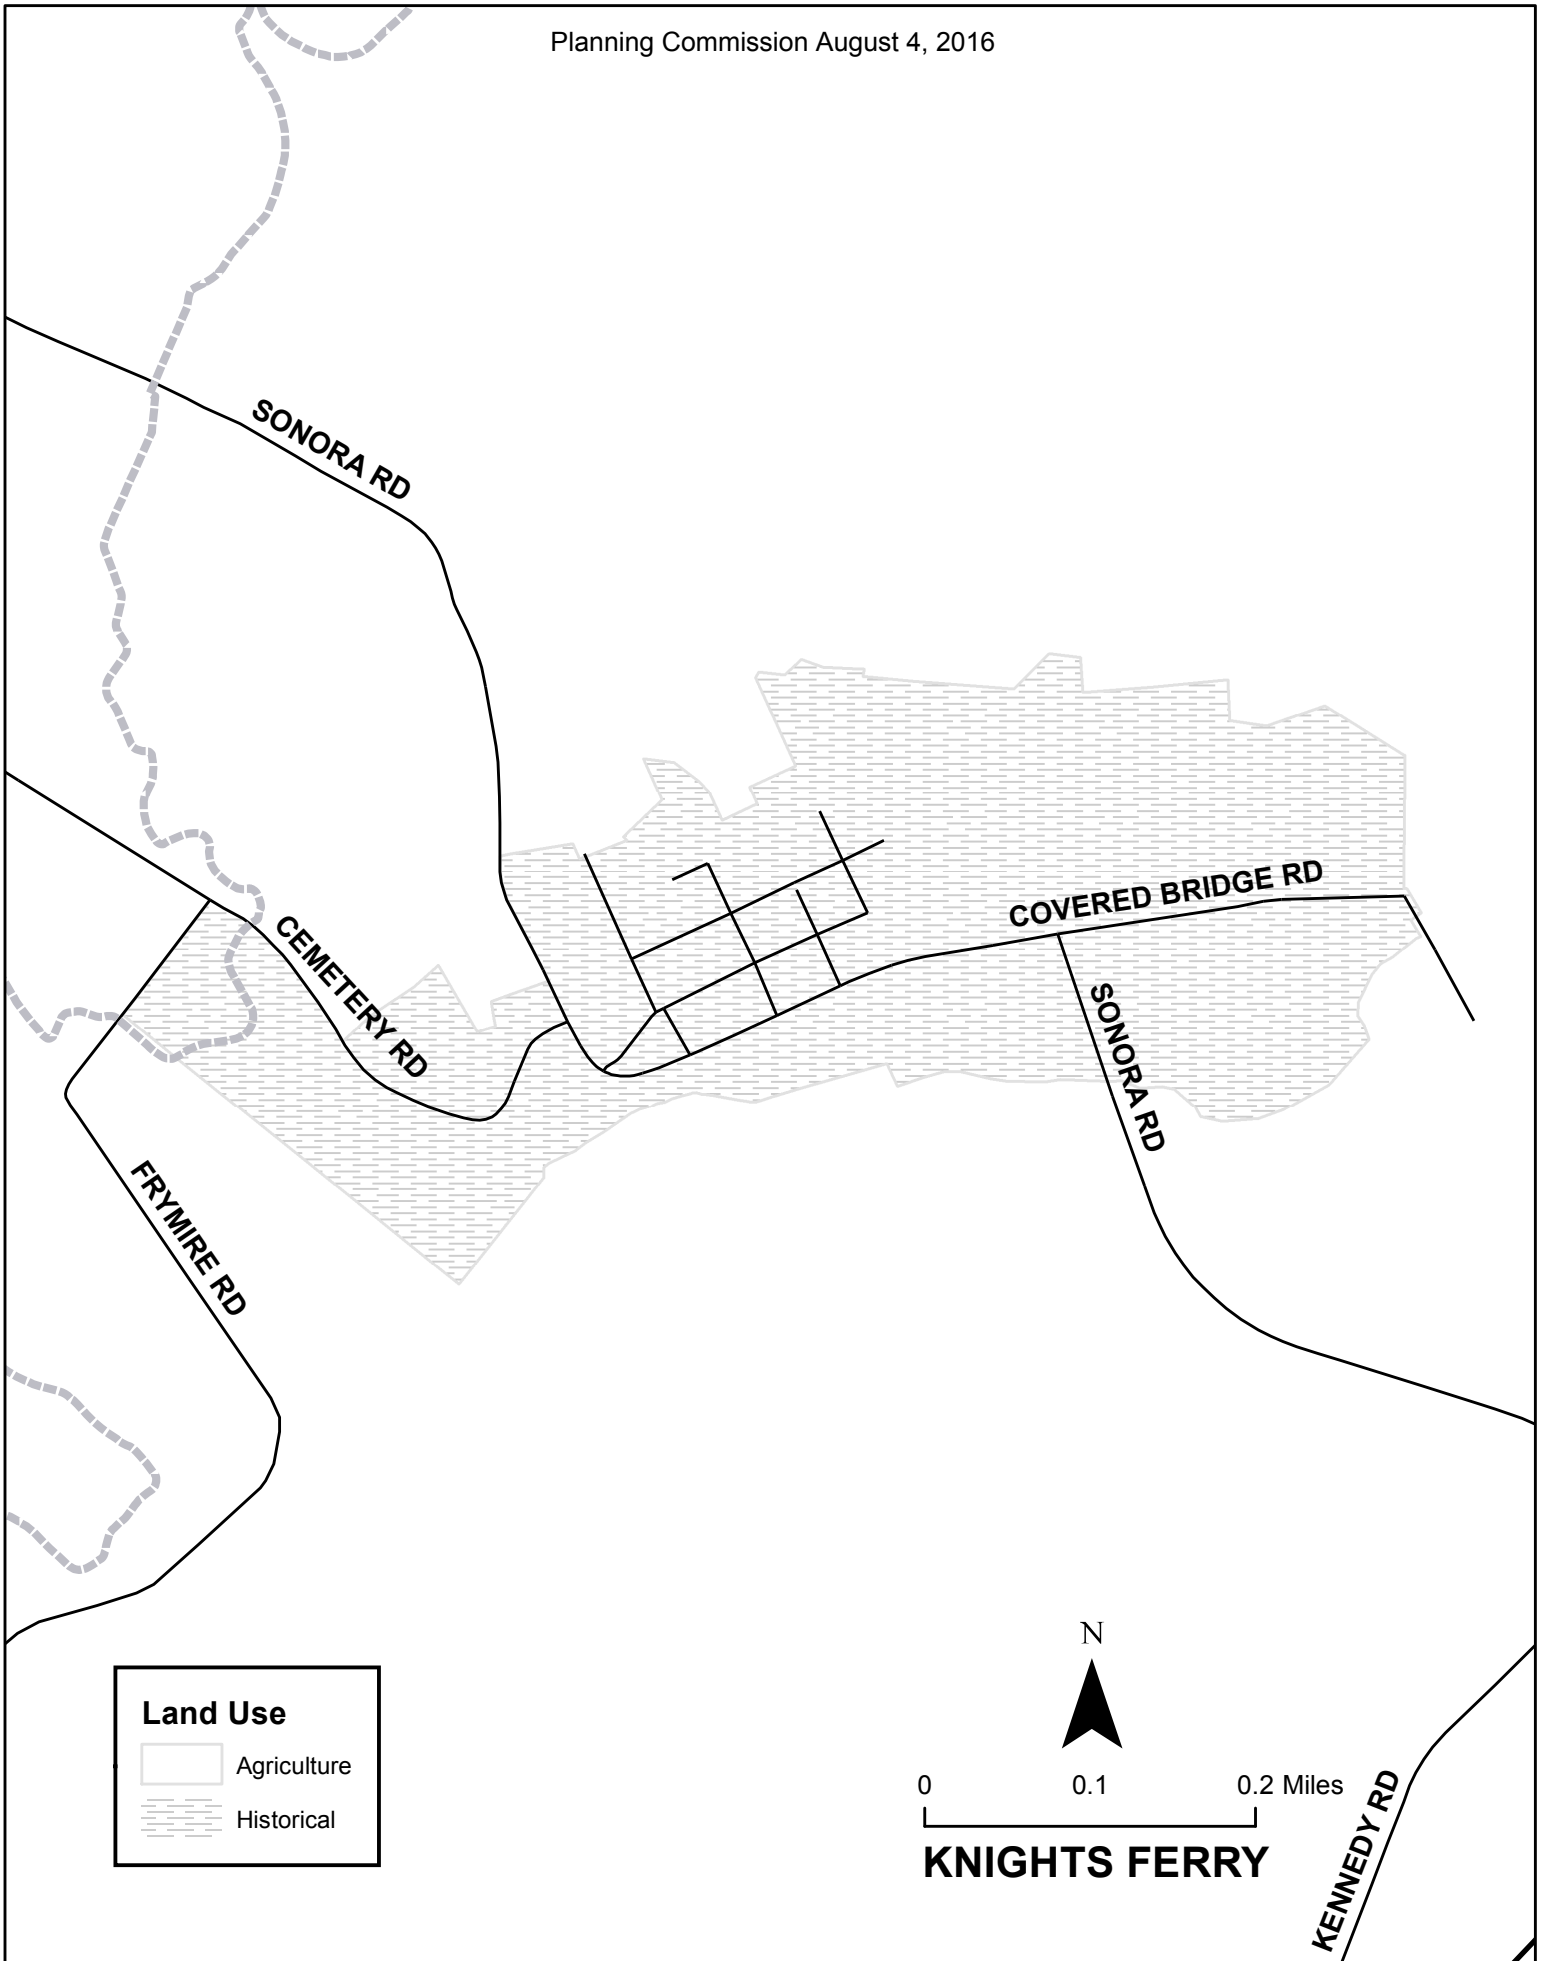 Planning Commission August 4, 2016
SONORA RD
COVERED BRIDGE RD
CEMETERY RD
SONORA RD
FRYMIRE RD
Land Use
Agriculture
Historical
N
0 0.1 0.2 Miles
KNIGHTS FERRY
KENNEDY RD